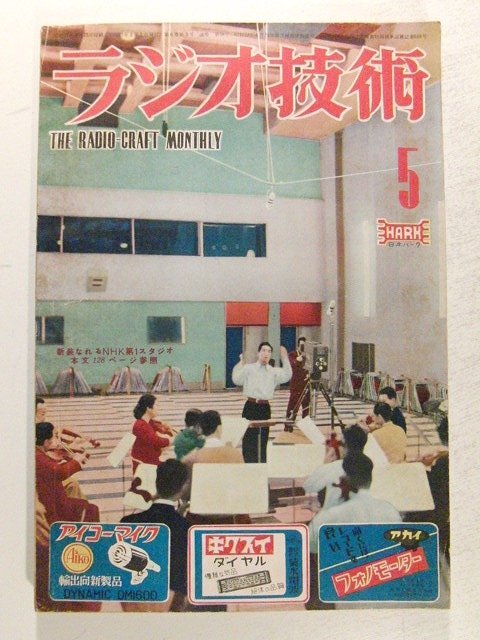 ラジオ技術
THE RADIO-CRAFT MONTHLY
5
HARK
日本ハーク
新装なれるNHK第1スタジオ
本文128ページ参照
アイコーマイク
Aiko
輸出向新製品
DYNAMIC DM1600
キクスイ
ダイヤル
アカイ
フォノモーター